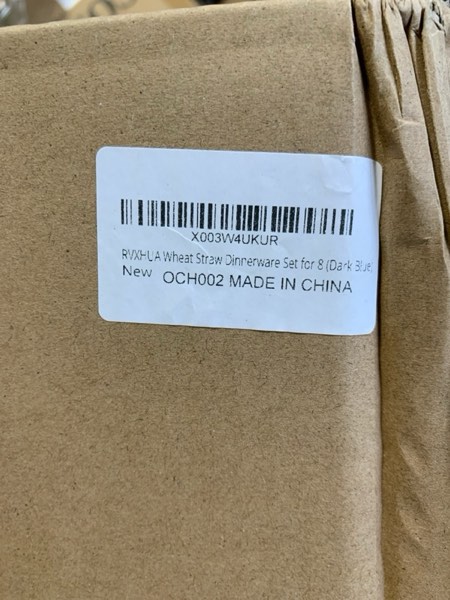 X003W4UKUR
RVXHUA Wheat Straw Dinnerware Set for 8 (Dark Blue)
New OCH002 MADE IN CHINA